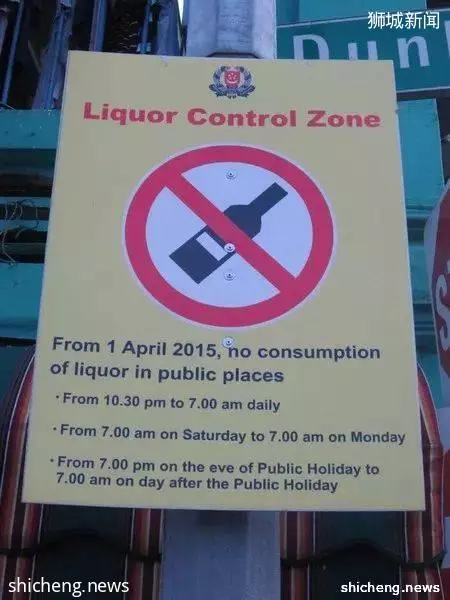 狮城新闻
Dunl
Liquor Control Zone
From 1 April 2015, no consumption
of liquor in public places
· From 10.30 pm to 7.00 am daily
· From 7.00 am on Saturday to 7.00 am on Monday
· From 7.00 pm on the eve of Public Holiday to
7.00 am on day after the Public Holiday
shicheng.news
shicheng.news